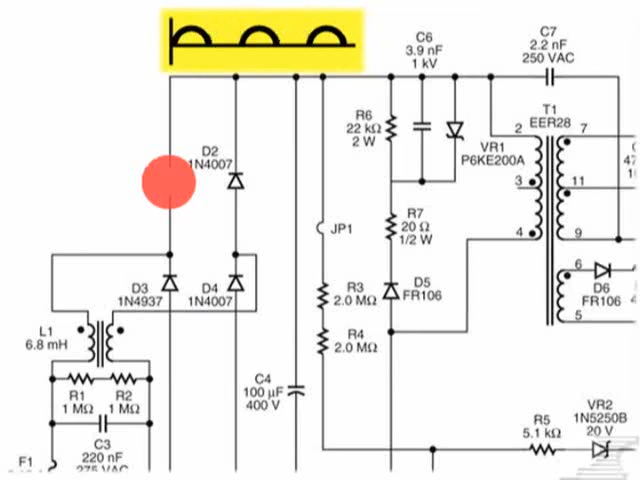 C6
3.9 nF
1 kV
C7
2.2 nF
250 VAC
R6
22 kΩ
2 W
VR1
P6KE200A
T1
EER28
2
7
3
11
4
9
6
5
D2
1N4007
R7
20 Ω
1/2 W
JP1
D5
FR106
D6
FR106
D3
1N4937
D4
1N4007
R3
2.0 MΩ
R4
2.0 MΩ
L1
6.8 mH
R1
1 MΩ
R2
1 MΩ
C4
100 µF
400 V
C3
220 nF
275 VAC
F1
R5
5.1 kΩ
VR2
1N5250B
20 V